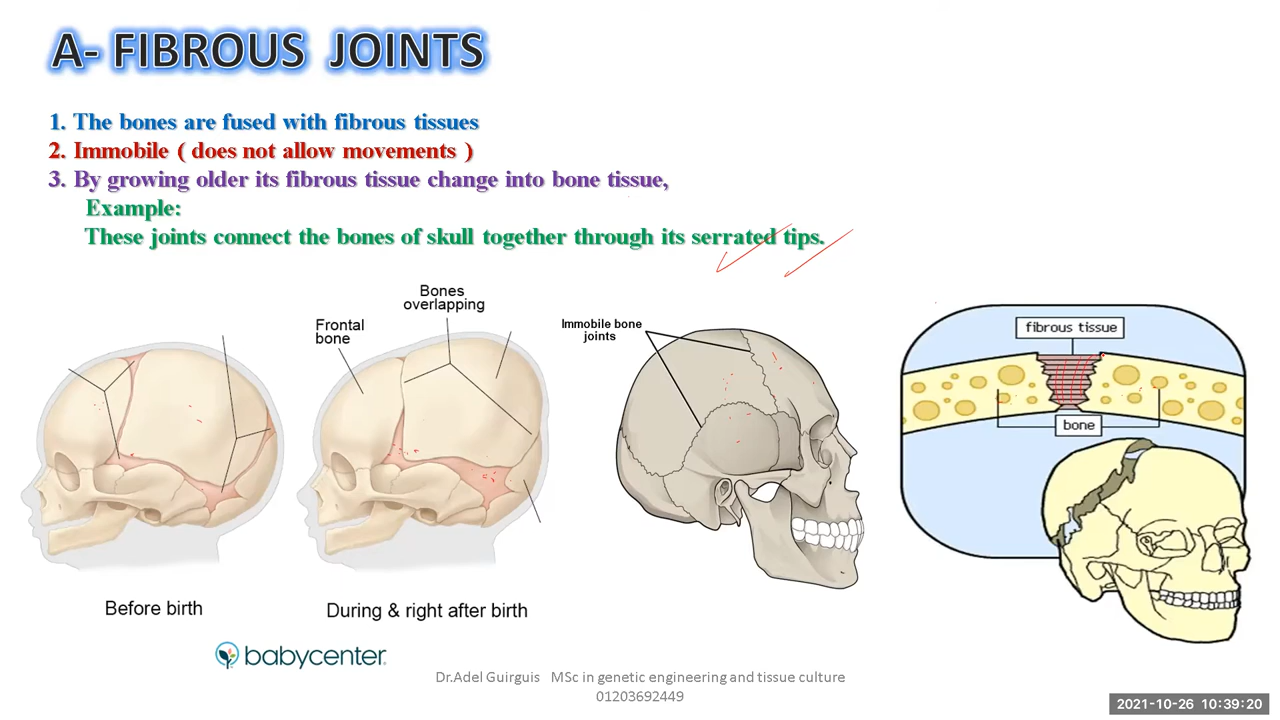 A- FIBROUS JOINTS
1. The bones are fused with fibrous tissues
2. Immobile ( does not allow movements )
3. By growing older its fibrous tissue change into bone tissue,
Example:
These joints connect the bones of skull together through its serrated tips.
Bones
overlapping
Frontal
bone
Immobile bone
joints
fibrous tissue
bone
Before birth
During & right after birth
babycenter
Dr.Adel Guirguis MSc in genetic engineering and tissue culture
01203692449
2021-10-26 10:39:20